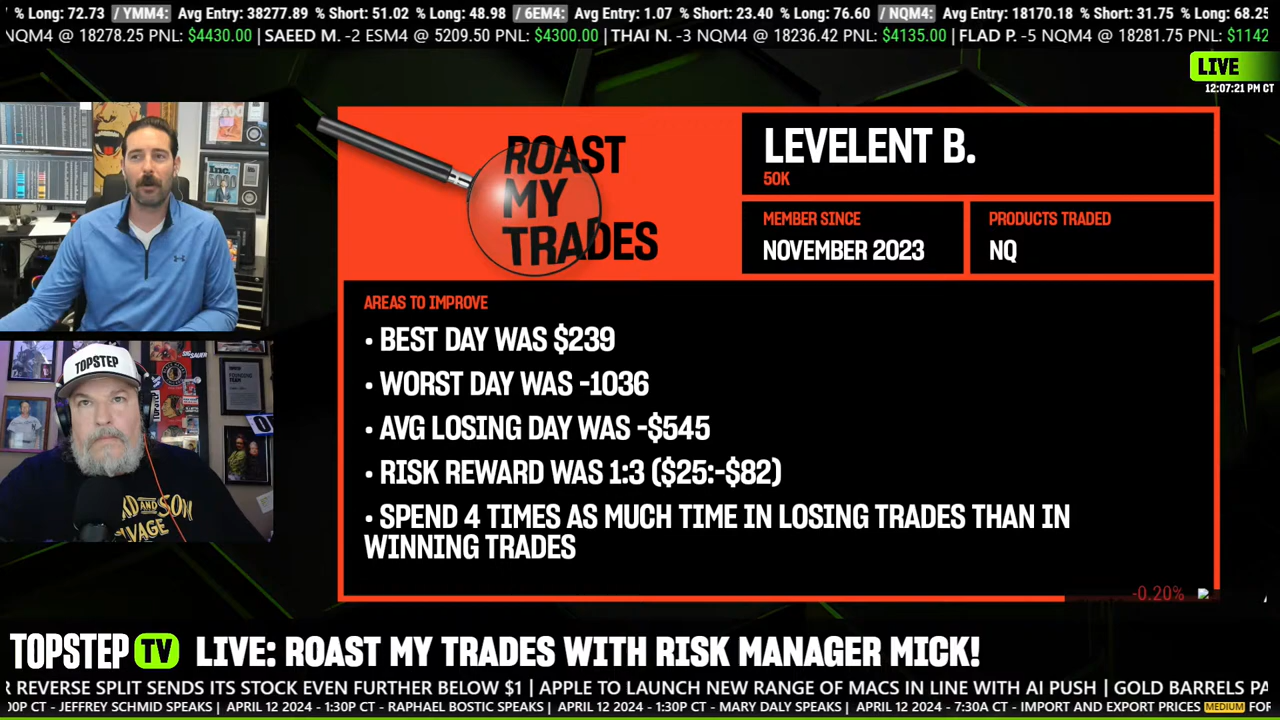 % Long: 72.73 / YMM4: Avg Entry: 38277.89 % Short: 51.02 % Long: 48.98 / 6EM4: Avg Entry: 1.07 % Short: 23.40 % Long: 76.60 / NQM4: Avg Entry: 18170.18 % Short: 31.75 % Long: 68.25
NQM4 @ 18278.25 PNL: $4430.00 | SAEED M. -2 ESM4 @ 5209.50 PNL: $4300.00 | THAI N. -3 NQM4 @ 18236.42 PNL: $4135.00 | FLAD P. -5 NQM4 @ 18281.75 PNL: $1142
LIVE
12:07:21 PM CT
ROAST
MY
TRADES
LEVELENT B.
50K
MEMBER SINCE
NOVEMBER 2023
PRODUCTS TRADED
NQ
AREAS TO IMPROVE
• BEST DAY WAS $239
• WORST DAY WAS -1036
• AVG LOSING DAY WAS -$545
• RISK REWARD WAS 1:3 ($25:-$82)
• SPEND 4 TIMES AS MUCH TIME IN LOSING TRADES THAN IN
WINNING TRADES
-0.20%
Inc.
TOPSTEP
SIG SAUER
AND SON
TOPSTEP TV LIVE: ROAST MY TRADES WITH RISK MANAGER MICK!
R REVERSE SPLIT SENDS ITS STOCK EVEN FURTHER BELOW $1 | APPLE TO LAUNCH NEW RANGE OF MACS IN LINE WITH AI PUSH | GOLD BARRELS PA
00P CT - JEFFREY SCHMID SPEAKS | APRIL 12 2024 - 1:30P CT - RAPHAEL BOSTIC SPEAKS | APRIL 12 2024 - 1:30P CT - MARY DALY SPEAKS | APRIL 12 2024 - 7:30A CT - IMPORT AND EXPORT PRICES MEDIUM FOR